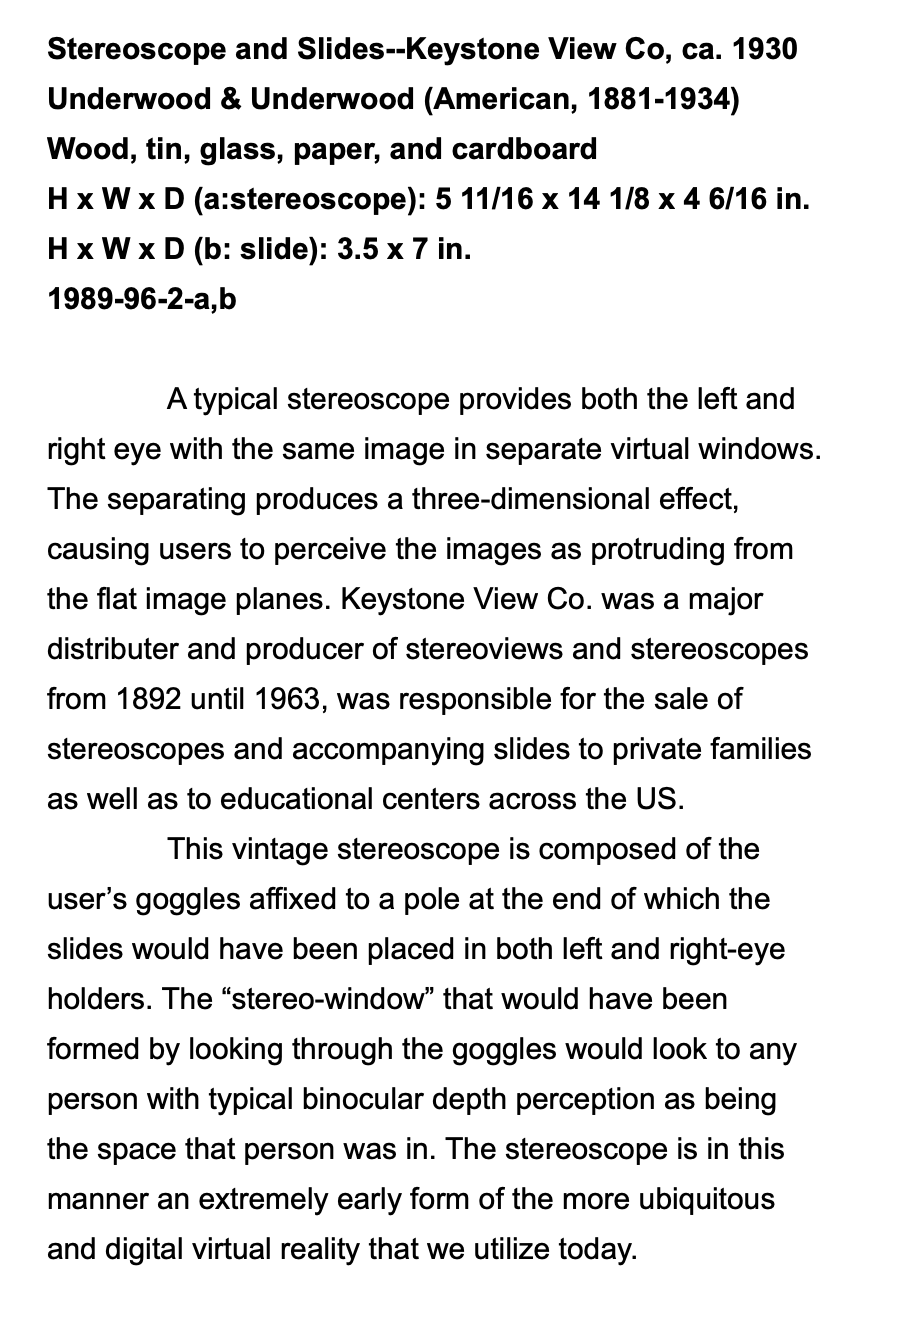 Stereoscope and Slides--Keystone View Co, ca. 1930
Underwood & Underwood (American, 1881-1934)
Wood, tin, glass, paper, and cardboard
H x W x D (a:stereoscope): 5 11/16 x 14 1/8 x 4 6/16 in.
H x W x D (b: slide): 3.5 x 7 in.
1989-96-2-a,b
A typical stereoscope provides both the left and
right eye with the same image in separate virtual windows.
The separating produces a three-dimensional effect,
causing users to perceive the images as protruding from
the flat image planes. Keystone View Co. was a major
distributer and producer of stereoviews and stereoscopes
from 1892 until 1963, was responsible for the sale of
stereoscopes and accompanying slides to private families
as well as to educational centers across the US.
This vintage stereoscope is composed of the
user’s goggles affixed to a pole at the end of which the
slides would have been placed in both left and right-eye
holders. The “stereo-window” that would have been
formed by looking through the goggles would look to any
person with typical binocular depth perception as being
the space that person was in. The stereoscope is in this
manner an extremely early form of the more ubiquitous
and digital virtual reality that we utilize today.